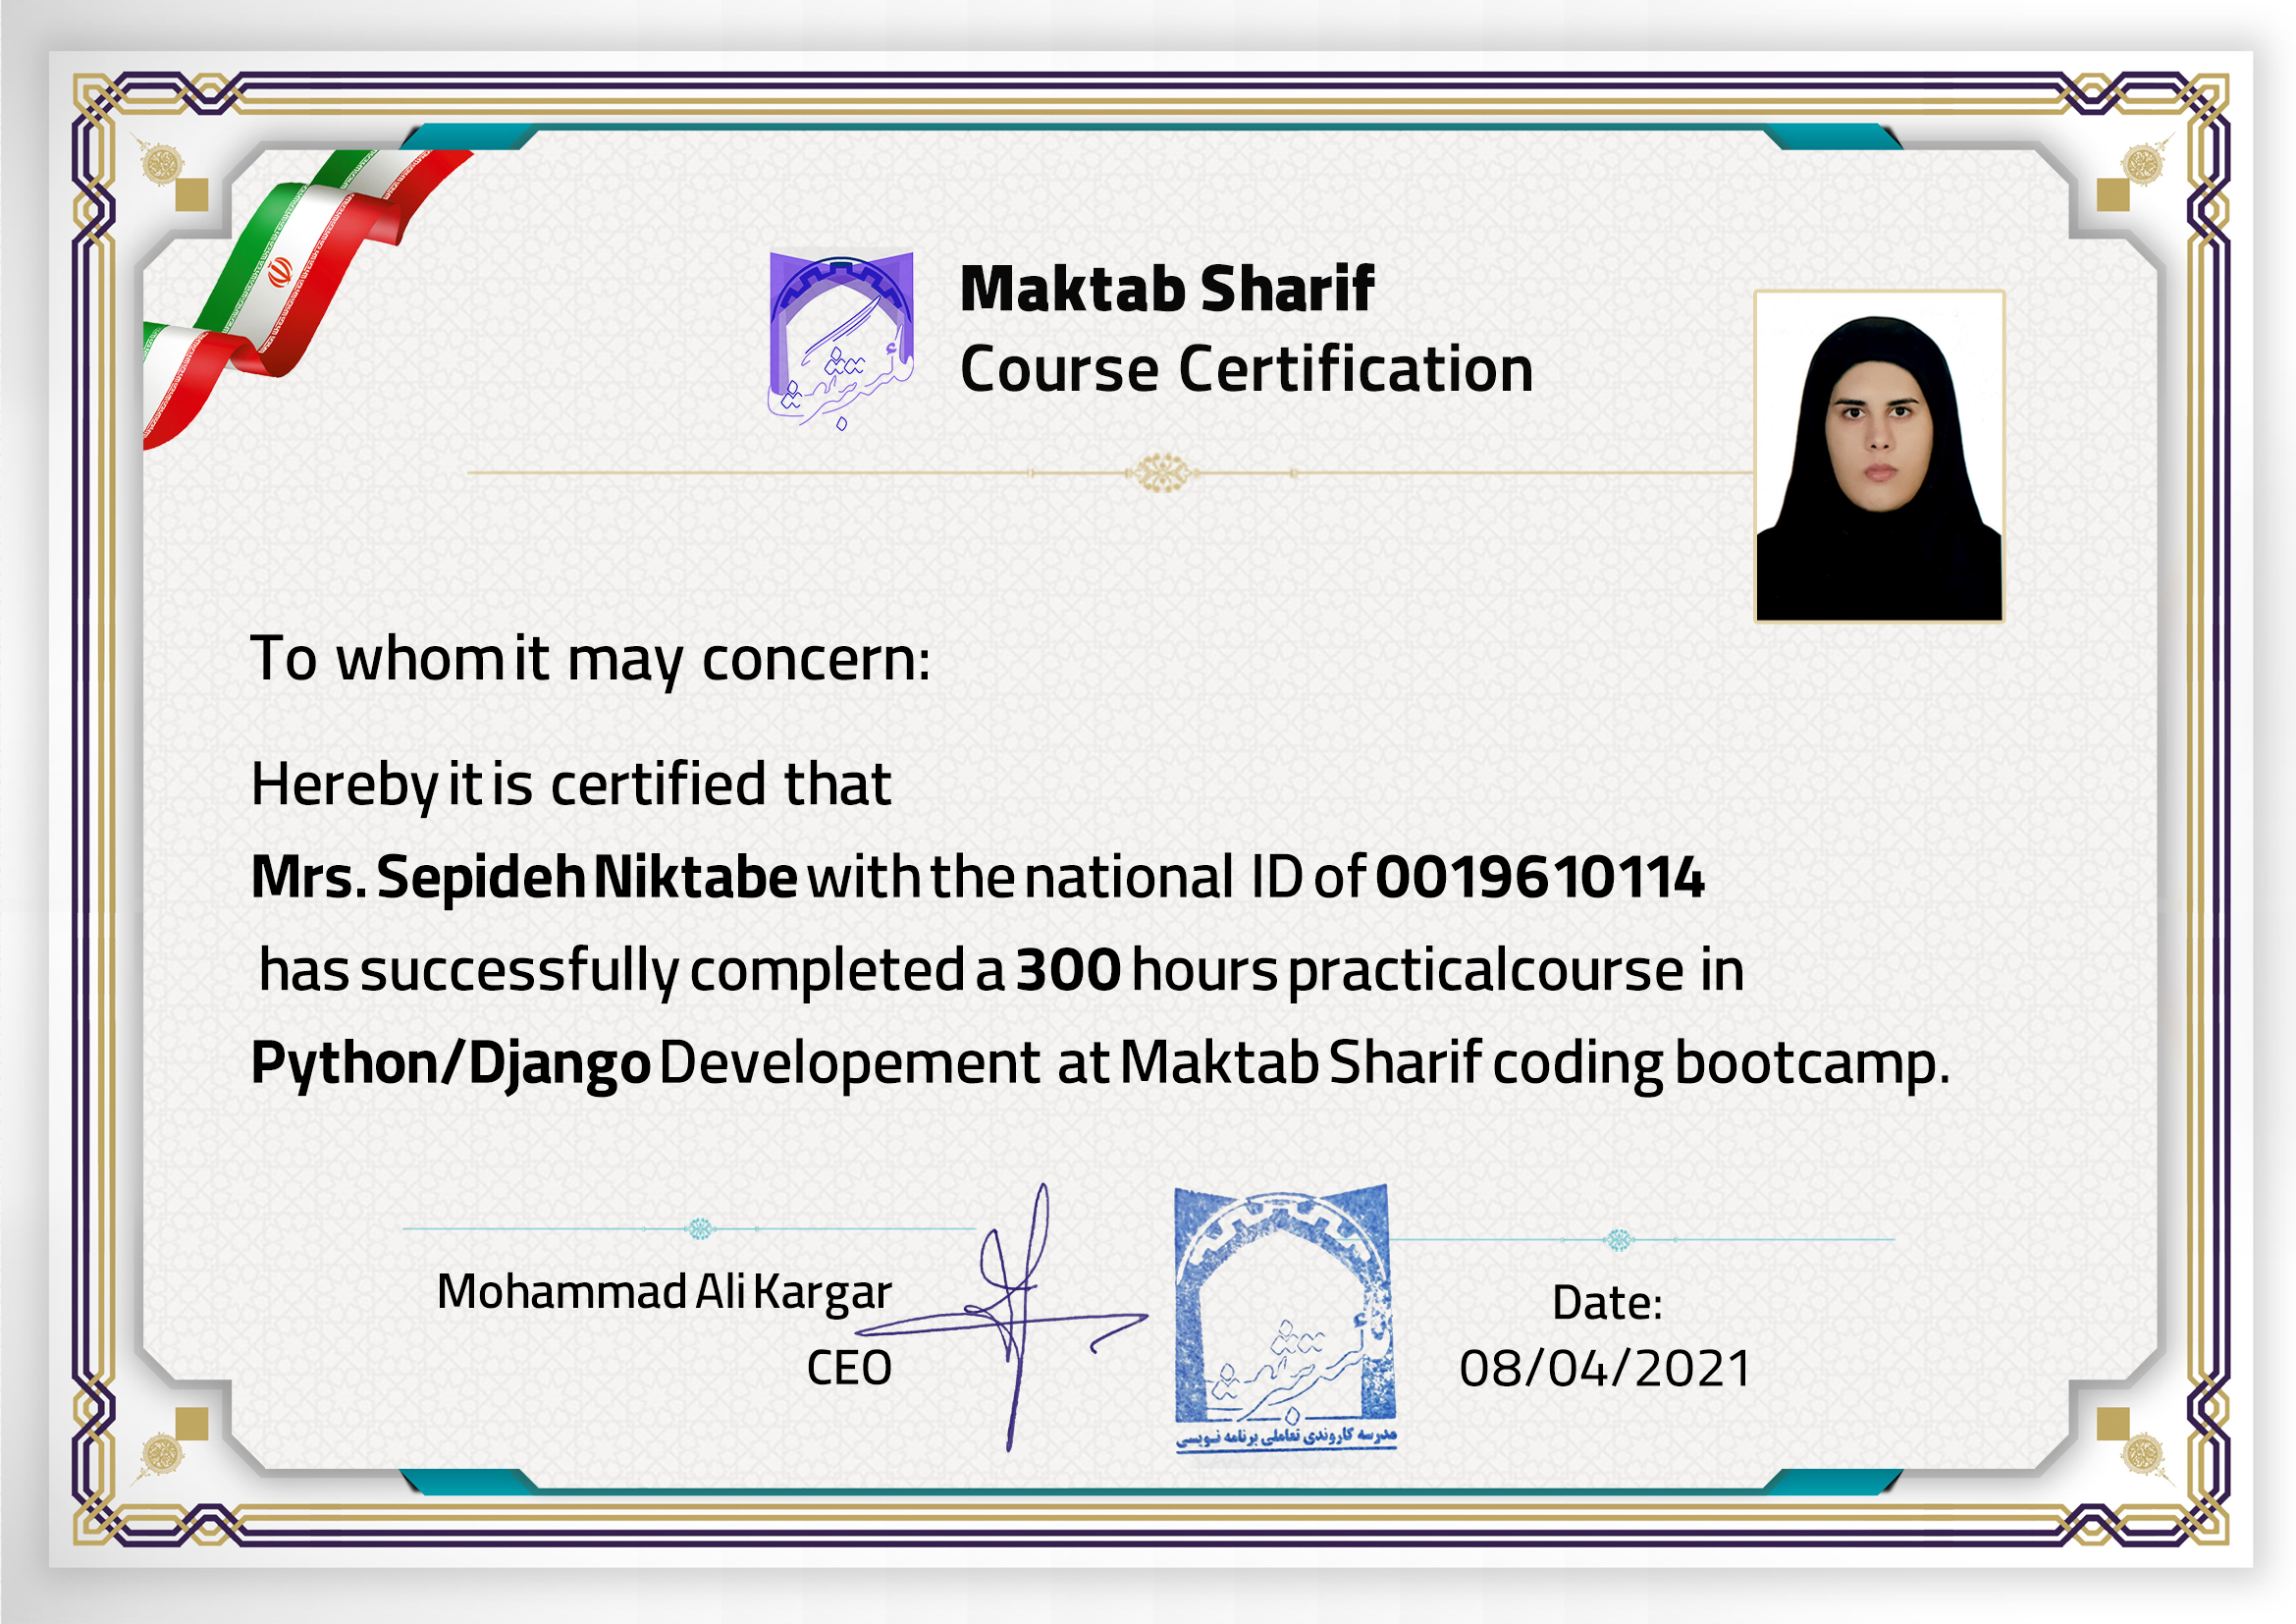 Maktab Sharif
Course Certification
To whom it may concern:
Hereby it is certified that
Mrs. Sepideh Niktabe with the national ID of 0019610114
has successfully completed a 300 hours practicalcourse in
Python/Django Developement at Maktab Sharif coding bootcamp.
Mohammad Ali Kargar
CEO
مدرسه کاروندی تعاملی برنامه نویسی
Date:
08/04/2021